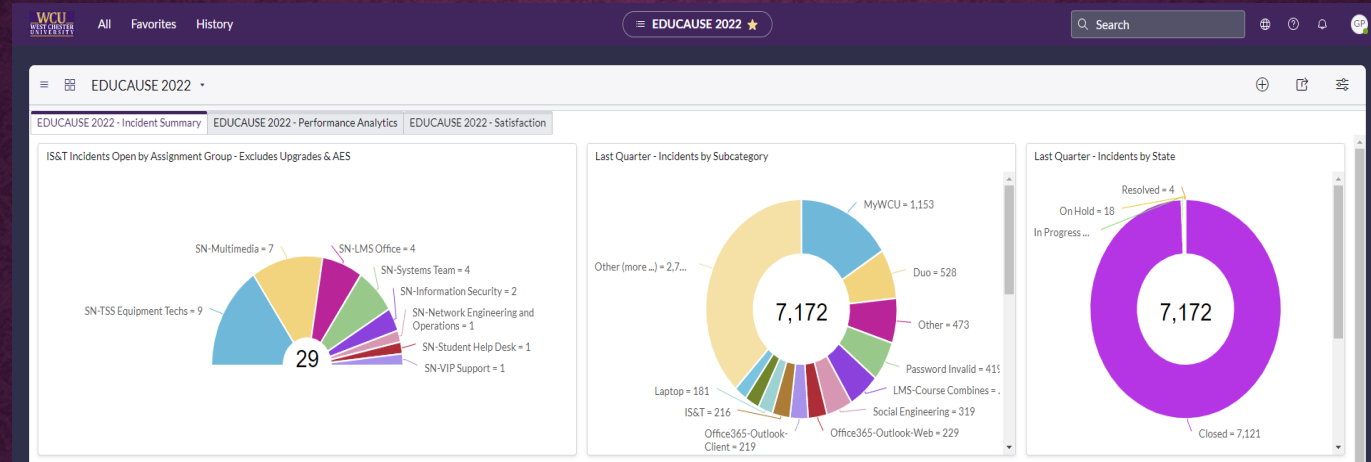 WCU
WEST CHESTER
UNIVERSITY
All Favorites History
EDUCAUSE 2022
Search
GP
EDUCAUSE 2022
EDUCAUSE 2022 - Incident Summary
EDUCAUSE 2022 - Performance Analytics
EDUCAUSE 2022 - Satisfaction
IS&T Incidents Open by Assignment Group - Excludes Upgrades & AES
SN-Multimedia = 7
SN-LMS Office = 4
SN-Systems Team = 4
SN-Information Security = 2
SN-TSS Equipment Techs = 9
SN-Network Engineering and
Operations = 1
SN-Student Help Desk = 1
SN-VIP Support = 1
29
Last Quarter - Incidents by Subcategory
MyWCU = 1,153
Other (more ...) = 2,7...
Duo = 528
7,172
Other = 473
Password Invalid = 419
Laptop = 181
LMS-Course Combines = ..
IS&T = 216
Social Engineering = 319
Office365-Outlook-
Client = 219
Office365-Outlook-Web = 229
Last Quarter - Incidents by State
Resolved = 4
On Hold = 18
In Progress ...
7,172
Closed = 7,121